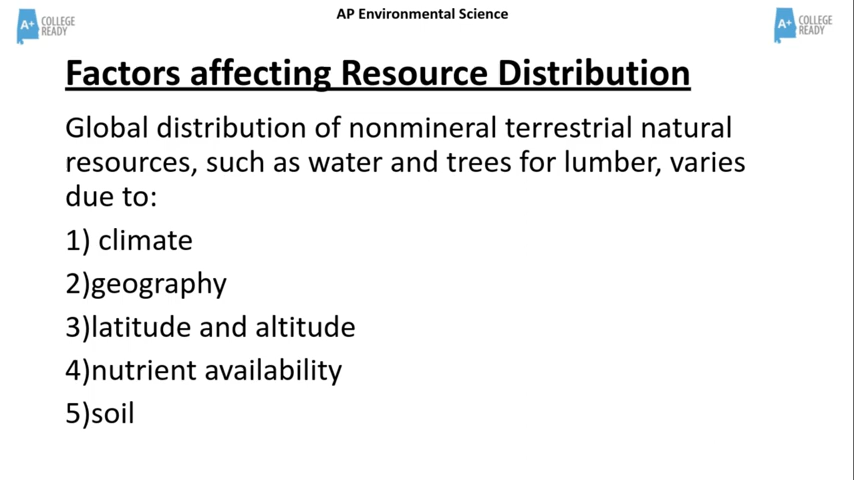 AP Environmental Science
A+ COLLEGE
READY
A+ COLLEGE
READY
Factors affecting Resource Distribution
Global distribution of nonmineral terrestrial natural
resources, such as water and trees for lumber, varies
due to:
1) climate
2)geography
3)latitude and altitude
4)nutrient availability
5)soil